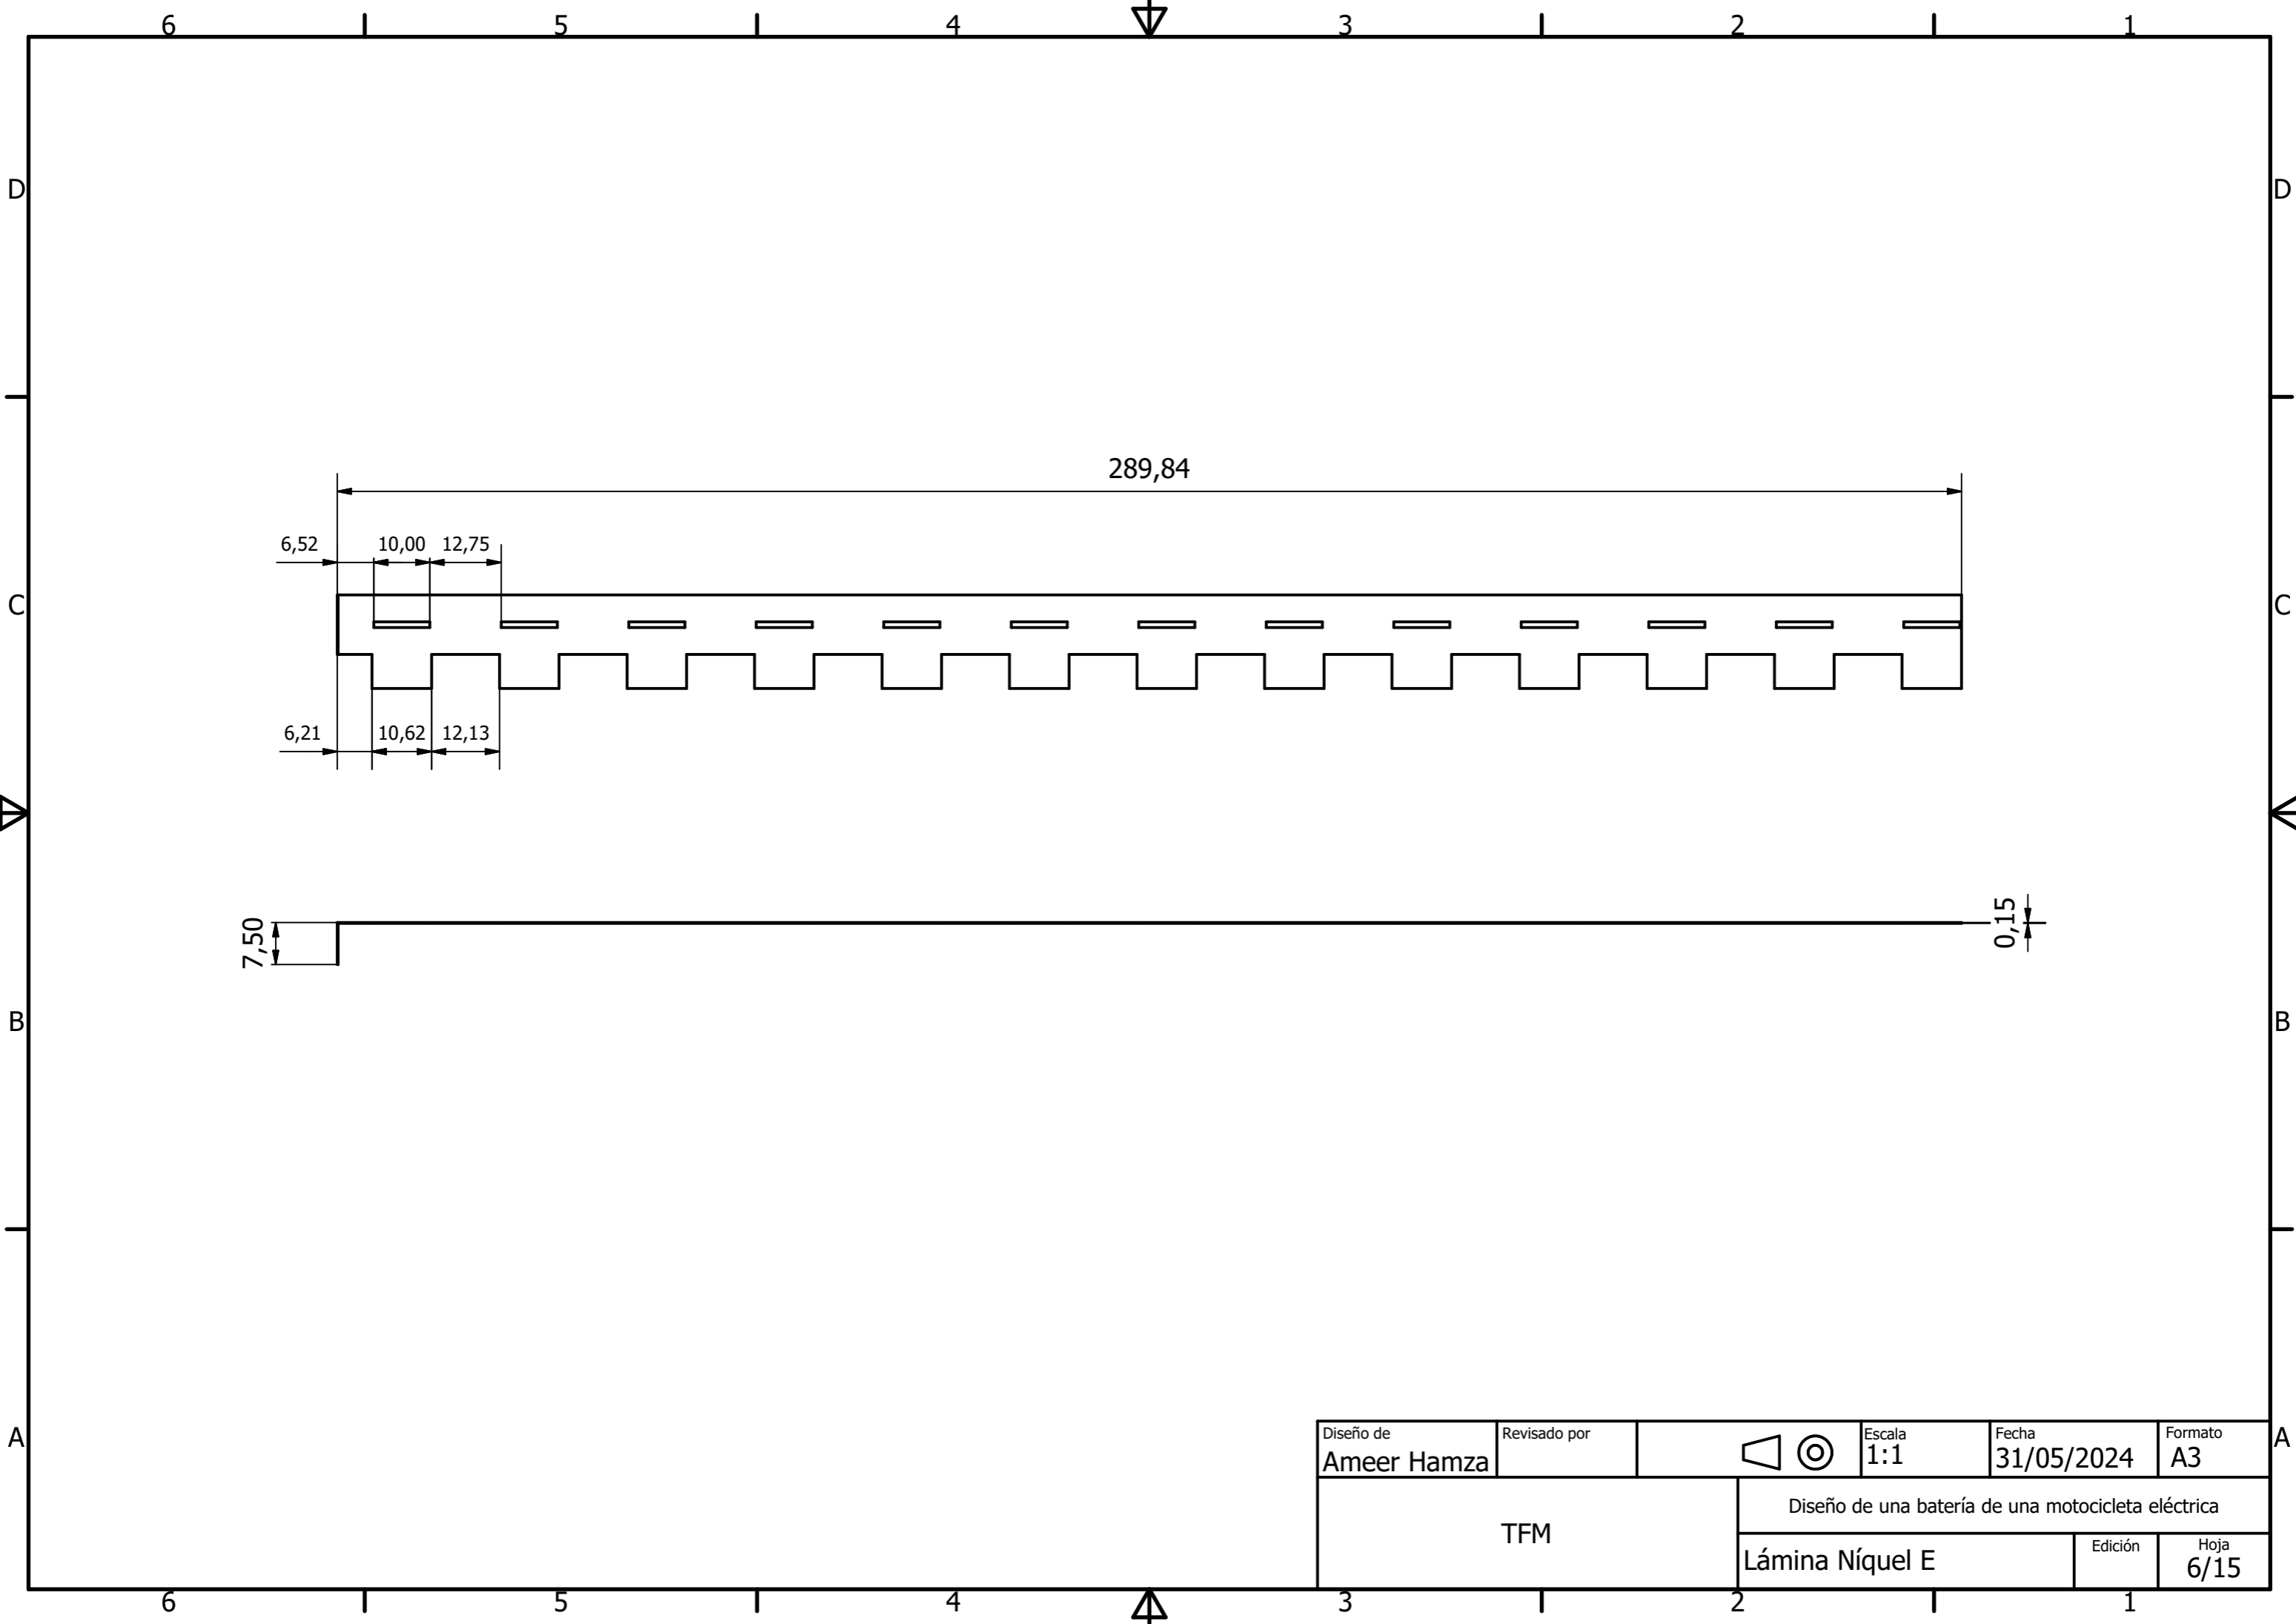 6 5 4 3 2 1
D D
289,84
6,52 10,00 12,75
C C
6,21 10,62 12,13
7,50 0,15
B B
A A
Diseño de Revisado por Escala Fecha Formato
Ameer Hamza 1:1 31/05/2024 A3
Diseño de una batería de una motocicleta eléctrica
TFM
Lámina Níquel E Edición Hoja
6/15
6 5 4 3 2 1